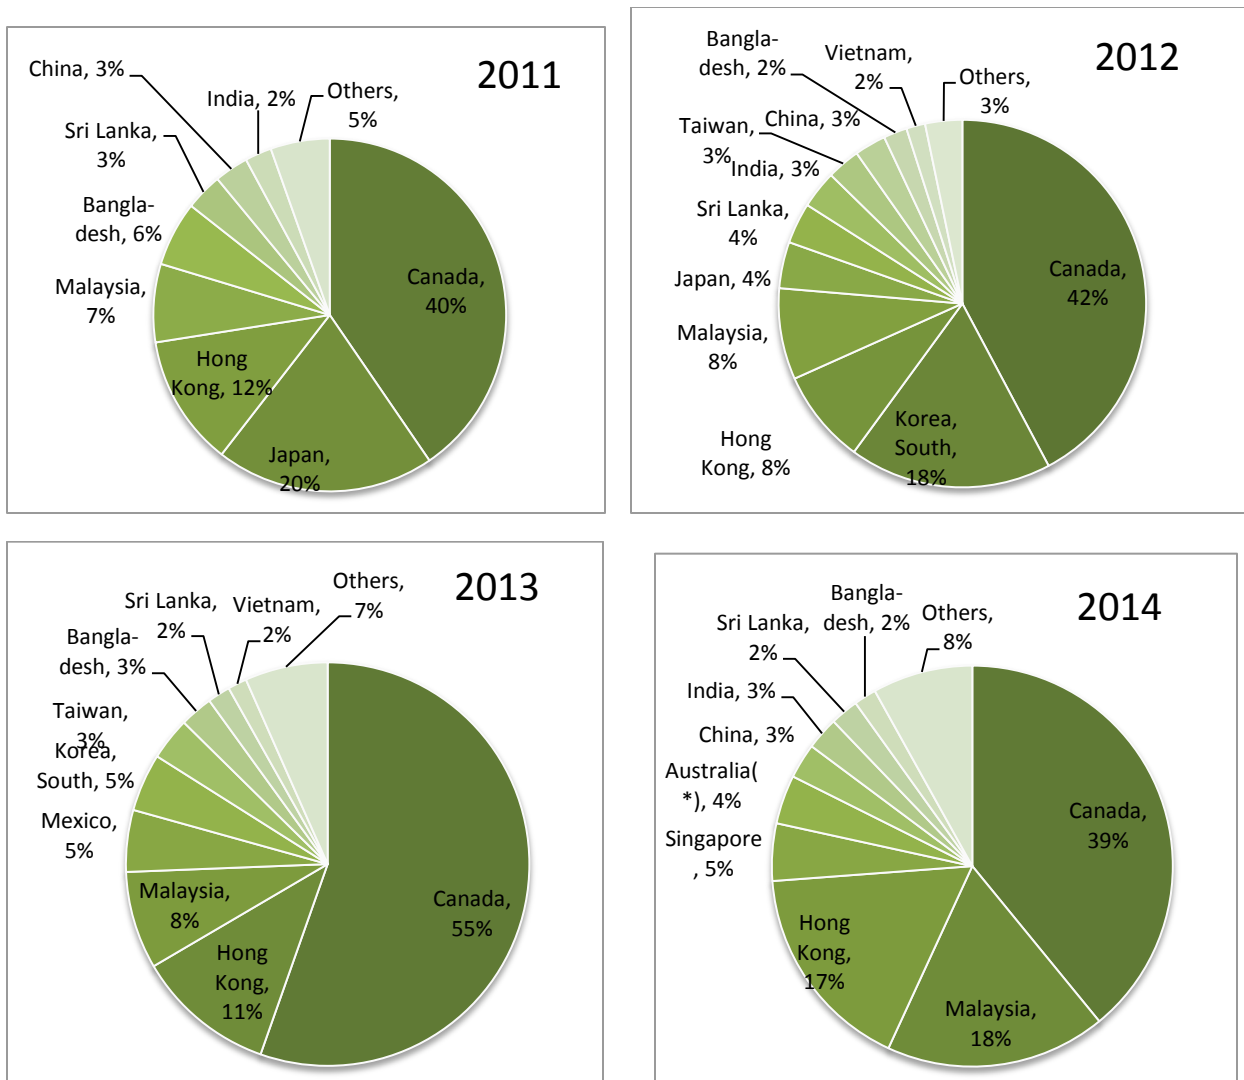 2011
China, 3%
India, 2%
Others,
5%
Sri Lanka,
3%
Bangla-
desh, 6%
Malaysia,
7%
Hong
Kong, 12%
Japan,
20%
Canada,
40%
2012
Bangla-
desh, 2%
Vietnam,
2%
Others,
3%
China, 3%
Taiwan,
3%
India, 3%
Sri Lanka,
4%
Japan, 4%
Malaysia,
8%
Hong
Kong, 8%
Korea,
South,
18%
Canada,
42%
2013
Others,
7%
Vietnam,
2%
Sri Lanka,
2%
Bangla-
desh, 3%
Taiwan,
3%
Korea,
South, 5%
Mexico,
5%
Malaysia,
8%
Hong
Kong,
11%
Canada,
55%
2014
Bangla-
desh, 2%
Others,
8%
Sri Lanka,
2%
India, 3%
China, 3%
Australia(
*), 4%
Singapore
, 5%
Hong
Kong,
17%
Malaysia,
18%
Canada,
39%